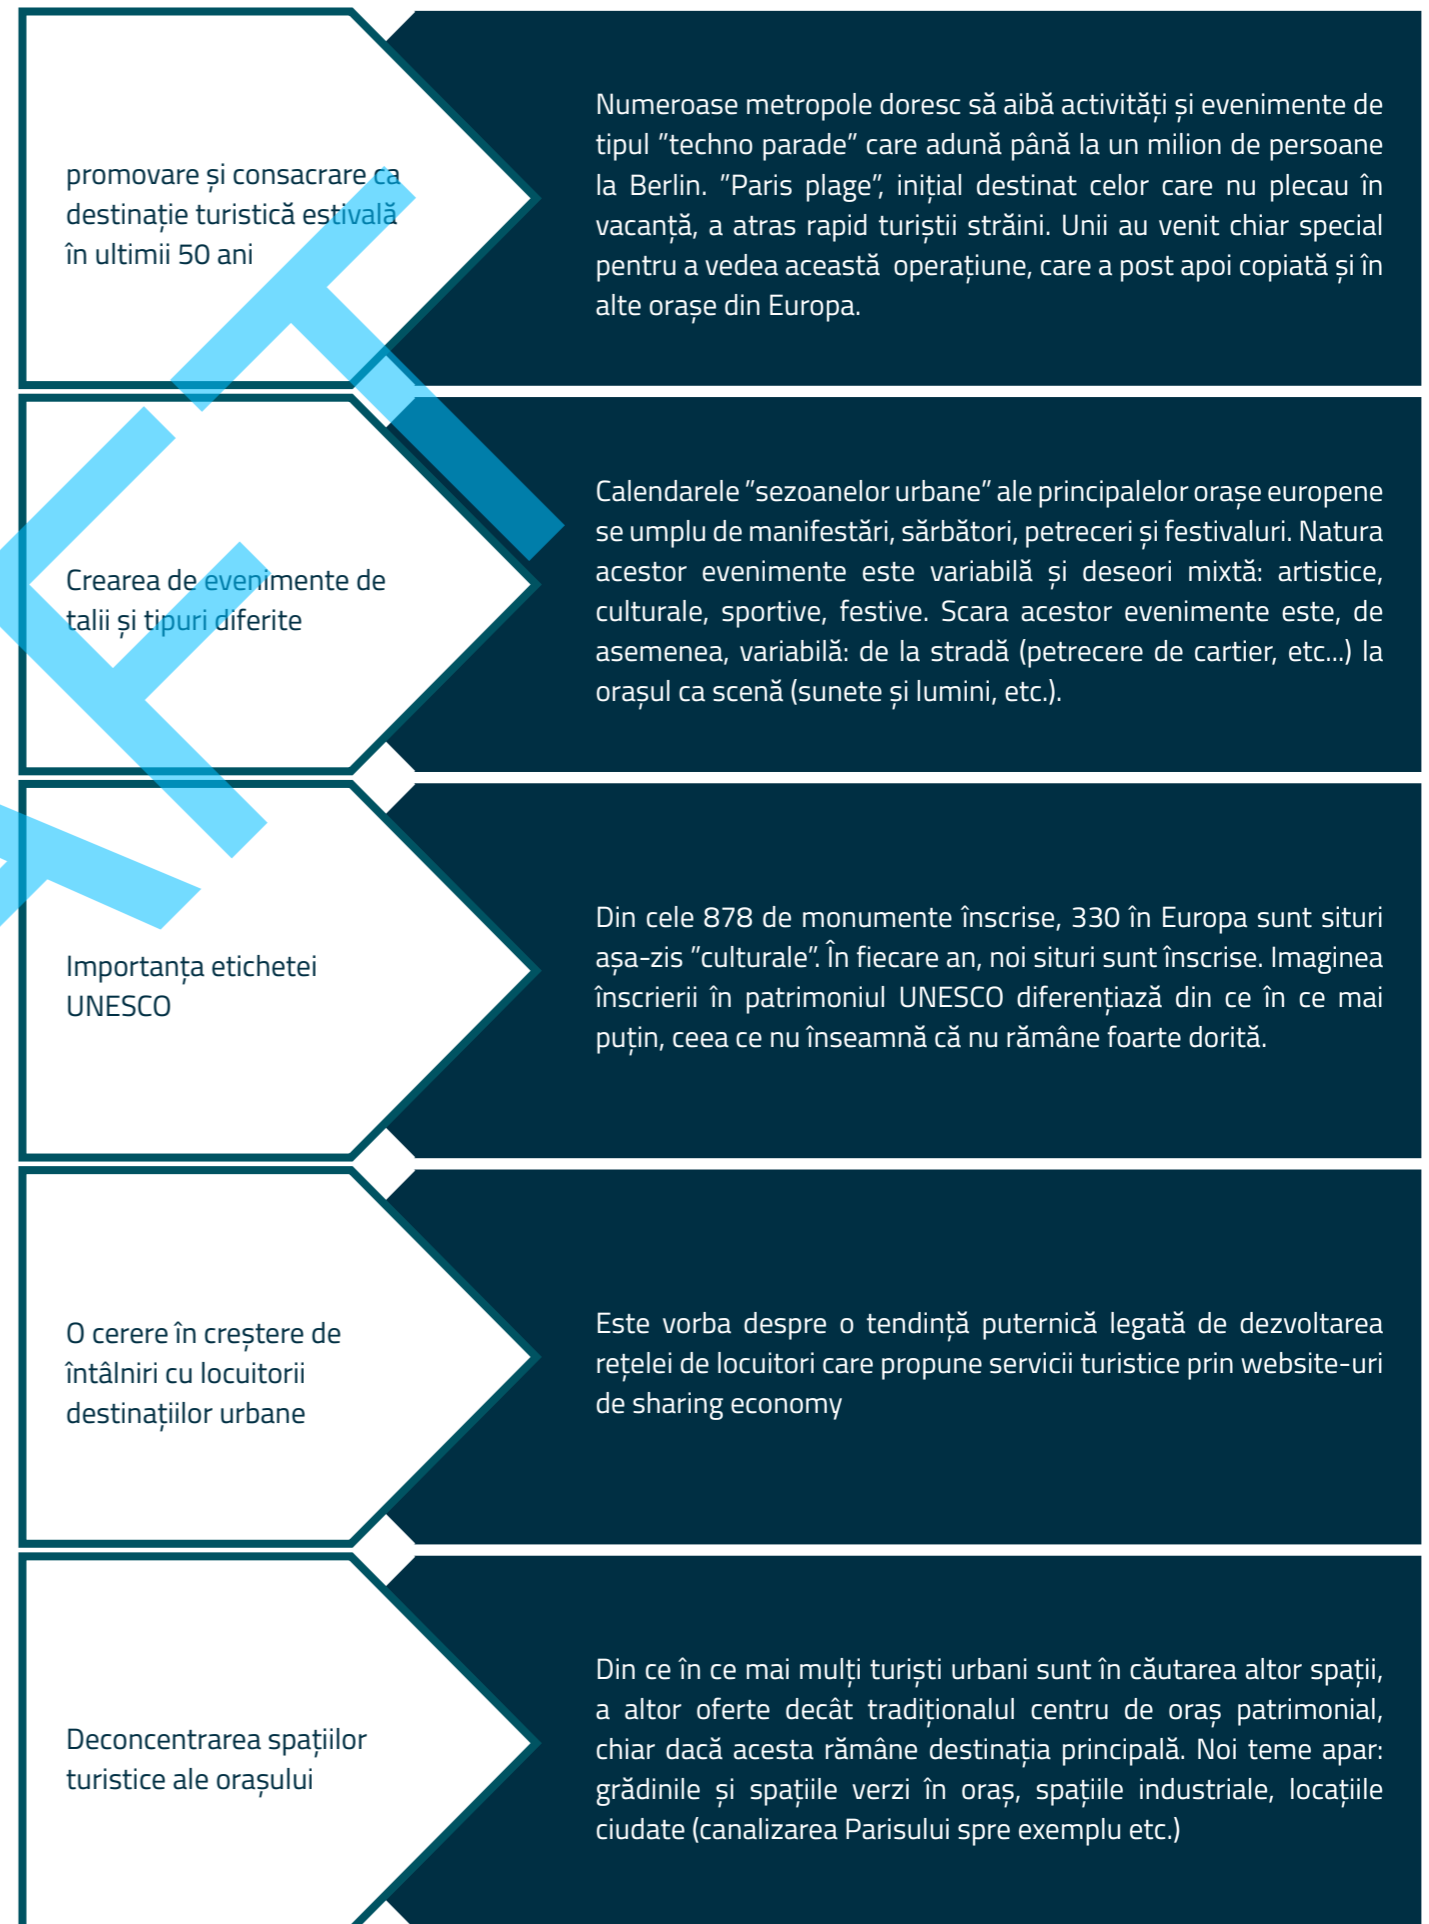 promovare și consacrare ca
destinație turistică estivală
în ultimii 50 ani
Numeroase metropole doresc să aibă activități și evenimente de
tipul ”techno parade” care adună până la un milion de persoane
la Berlin. ”Paris plage”, inițial destinat celor care nu plecau în
vacanță, a atras rapid turiștii străini. Unii au venit chiar special
pentru a vedea această operațiune, care a post apoi copiată și în
alte orașe din Europa.
Crearea de evenimente de
talii și tipuri diferite
Calendarele ”sezoanelor urbane” ale principalelor orașe europene
se umplu de manifestări, sărbători, petreceri și festivaluri. Natura
acestor evenimente este variabilă și deseori mixtă: artistice,
culturale, sportive, festive. Scara acestor evenimente este, de
asemenea, variabilă: de la stradă (petrecere de cartier, etc...) la
orașul ca scenă (sunete și lumini, etc.).
Importanța etichetei
UNESCO
Din cele 878 de monumente înscrise, 330 în Europa sunt situri
așa-zis ”culturale”. În fiecare an, noi situri sunt înscrise. Imaginea
înscrierii în patrimoniul UNESCO diferențiază din ce în ce mai
puțin, ceea ce nu înseamnă că nu rămâne foarte dorită.
O cerere în creștere de
întâlniri cu locuitorii
destinațiilor urbane
Este vorba despre o tendință puternică legată de dezvoltarea
rețelei de locuitori care propune servicii turistice prin website-uri
de sharing economy
Deconcentrarea spațiilor
turistice ale orașului
Din ce în ce mai mulți turiști urbani sunt în căutarea altor spații,
a altor oferte decât tradiționalul centru de oraș patrimonial,
chiar dacă acesta rămâne destinația principală. Noi teme apar:
grădinile și spațiile verzi în oraș, spațiile industriale, locațiile
ciudate (canalizarea Parisului spre exemplu etc.)